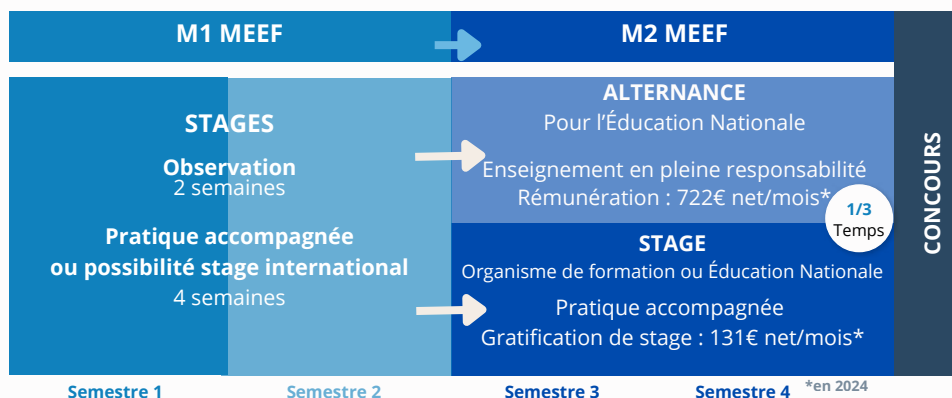 M1 MEEF
M2 MEEF
STAGES
Observation
2 semaines
Pratique accompagnée
ou possibilité stage international
4 semaines
ALTERNANCE
Pour l'Éducation Nationale
Enseignement en pleine responsabilité
Rémunération : 722€ net/mois*
1/3
Temps
STAGE
Organisme de formation ou Éducation Nationale
Pratique accompagnée
Gratification de stage : 131€ net/mois*
CONCOURS
Semestre 1
Semestre 2
Semestre 3
Semestre 4
*en 2024